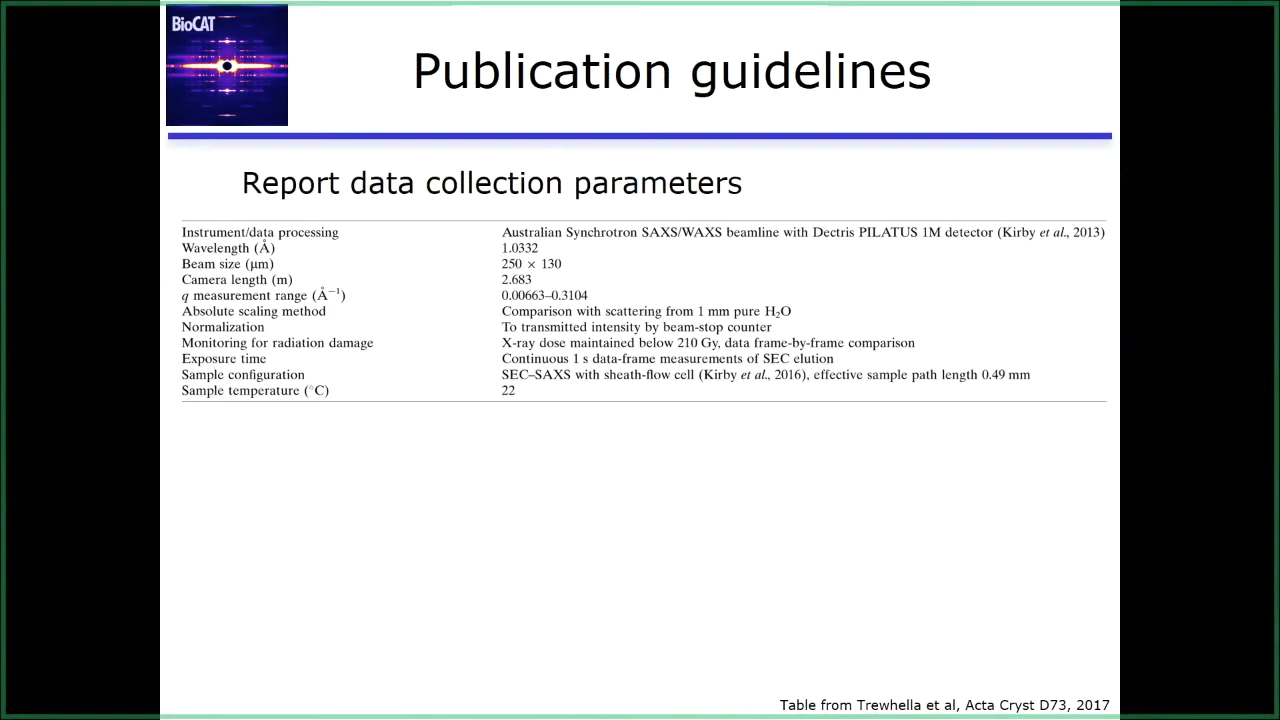 BioCAT
Publication guidelines
Report data collection parameters
Instrument/data processing Australian Synchrotron SAXS/WAXS beamline with Dectris PILATUS 1M detector (Kirby et al., 2013)
Wavelength (Å) 1.0332
Beam size (μm) 250 × 130
Camera length (m) 2.683
q measurement range (Å⁻¹) 0.00663–0.3104
Absolute scaling method Comparison with scattering from 1 mm pure H₂O
Normalization To transmitted intensity by beam-stop counter
Monitoring for radiation damage X-ray dose maintained below 210 Gy, data frame-by-frame comparison
Exposure time Continuous 1 s data-frame measurements of SEC elution
Sample configuration SEC–SAXS with sheath-flow cell (Kirby et al., 2016), effective sample path length 0.49 mm
Sample temperature (°C) 22
Table from Trewhella et al, Acta Cryst D73, 2017